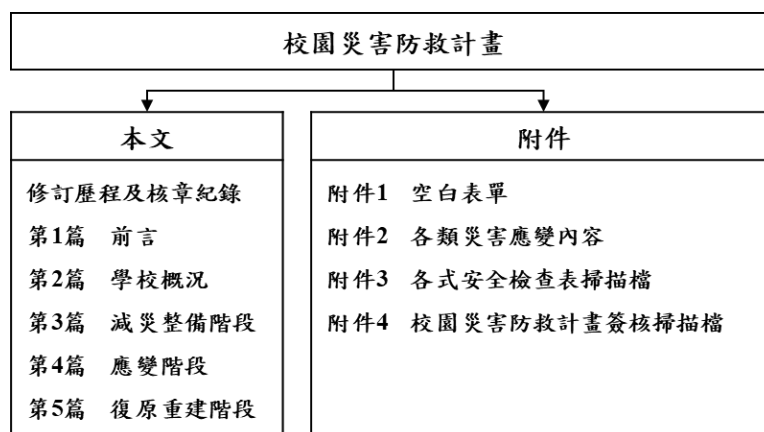 校園災害防救計畫
本文
修訂歷程及核章紀錄
第1篇 前言
第2篇 學校概況
第3篇 減災整備階段
第4篇 應變階段
第5篇 復原重建階段
附件
附件1 空白表單
附件2 各類災害應變內容
附件3 各式安全檢查表掃描檔
附件4 校園災害防救計畫簽核掃描檔